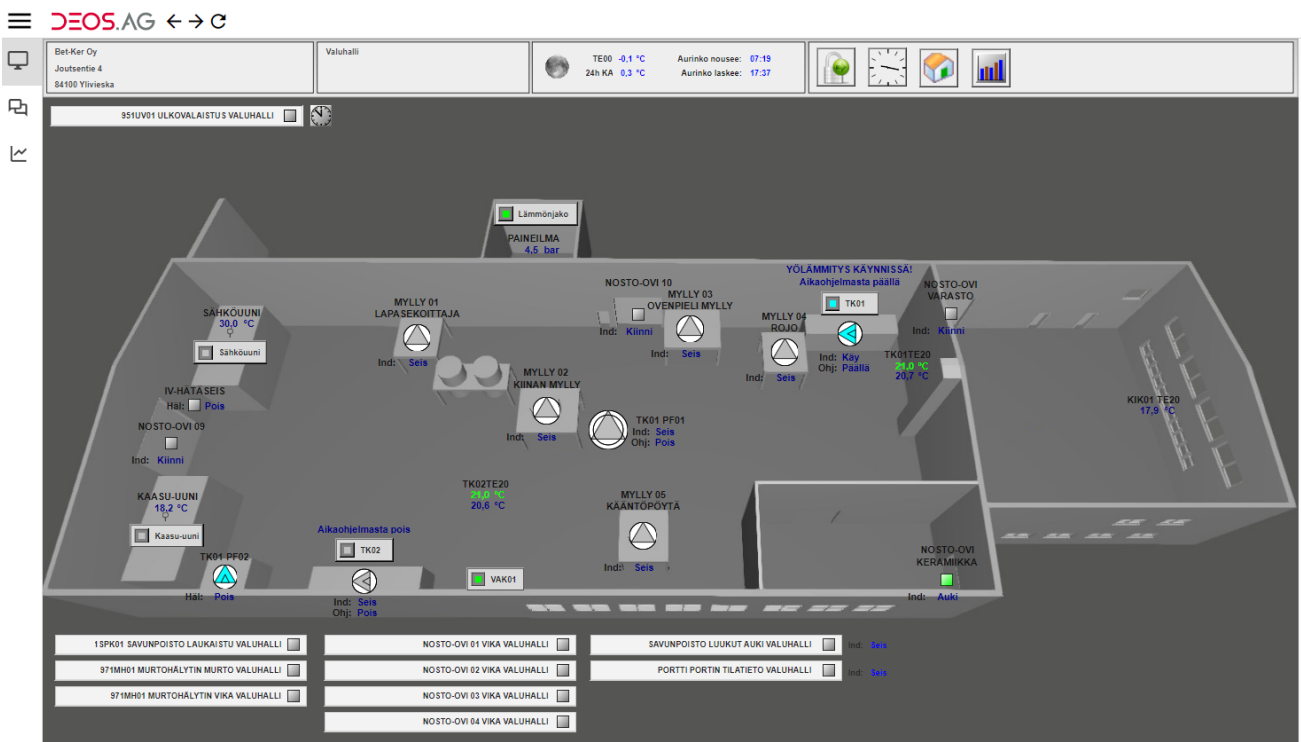 DEOS.AG
Bet-Ker Oy
Joutsentie 4
84100 Ylivieska
Valuhalli
TE00 -0,1 °C
24h KA 0,3 °C
Aurinko nousee: 07:19
Aurinko laskee: 17:37
951UV01 ULKOVALAISTUS VALUHALLI
Lämmönjako
PAINEILMA
4,5 bar
YÖLÄMMITYS KÄYNNISSÄ!
Aikaohjelmasta päällä
TK01
NOSTO-OVI
VARASTO
Ind: Kiinni
NOSTO-OVI 10
Ind: Kiinni
MYLLY 03
OVENPIELI MYLLY
Ind: Seis
MYLLY 01
LAPASEKOITTAJA
Ind: Seis
SÄHKÖUUNI
30,0 °C
Sähköuuni
MYLLY 04
ROJO
Ind: Seis
Ind: Käy
Ohj: Päällä
TK01TE20
21,0 °C
20,7 °C
MYLLY 02
KIINAN MYLLY
Ind: Seis
IV-HÄTÄSEIS
Häl: Pois
KIK01 TE20
17,9 °C
TK01 PF01
Ind: Seis
Ohj: Pois
NOSTO-OVI 09
Ind: Kiinni
TK02TE20
21,0 °C
20,6 °C
KAASU-UUNI
18,2 °C
Kaasu-uuni
MYLLY 05
KÄÄNTÖPÖYTÄ
Ind: Seis
Aikaohjelmasta pois
TK02
Ind: Seis
Ohj: Pois
TK01 PF02
Häl: Pois
VAK01
NOSTO-OVI
KERAMIIKKA
Ind: Auki
1SPK01 SAVUNPOISTO LAUKAISTU VALUHALLI
NOSTO-OVI 01 VIKA VALUHALLI
SAVUNPOISTO LUUKUT AUKI VALUHALLI
Ind: Seis
971MH01 MURTOHÄLYTIN MURTO VALUHALLI
NOSTO-OVI 02 VIKA VALUHALLI
PORTTI PORTIN TILATIETO VALUHALLI
Ind: Seis
971MH01 MURTOHÄLYTIN VIKA VALUHALLI
NOSTO-OVI 03 VIKA VALUHALLI
NOSTO-OVI 04 VIKA VALUHALLI